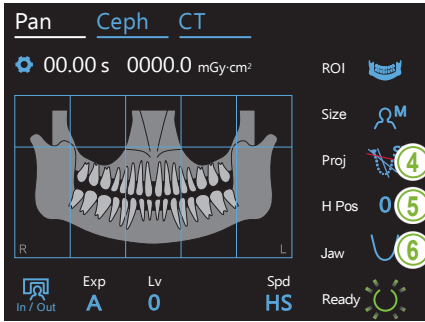 Pan Ceph CT
00.00 s 0000.0 mGy·cm²
ROI
Size M
Proj S 4
H Pos 0 5
Jaw 6
R L
In / Out
Exp Lv Spd
A 0 HS
Ready